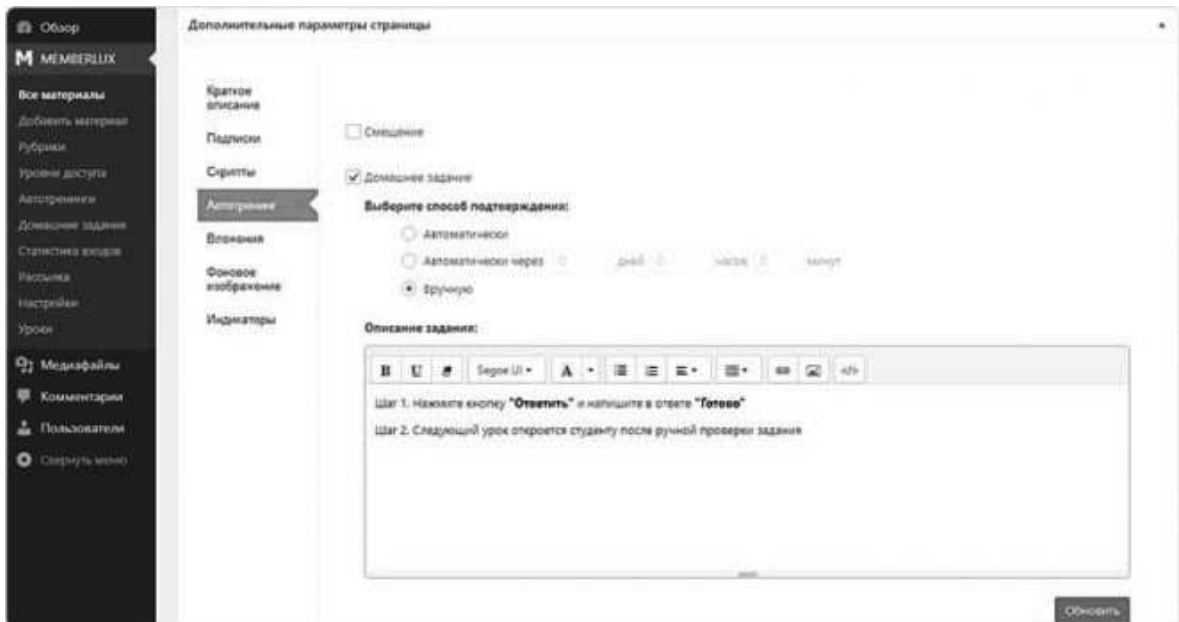 Обзор
MEMBERLUX
Все материалы
Добавить материал
Рубрики
Уровни доступа
Автотренинги
Домашние задания
Статистика входов
Рассылка
Настройки
Уроки
Медиафайлы
Комментарии
Пользователи
Свернуть меню
Дополнительные параметры страницы
Краткое
описание
Подписки
Скрипты
Автотренинг
Вложения
Фоновое
изображение
Индикаторы
Смещение
Домашнее задание
Выберите способ подтверждения:
Автоматически
Автоматически через 0 дней 0 часов 0 минут
Вручную
Описание задания:
B U Segoe UI A </>
Шаг 1. Нажмите кнопку "Ответить" и напишите в ответе "Готово"
Шаг 2. Следующий урок откроется студенту после ручной проверки задания
Обновить